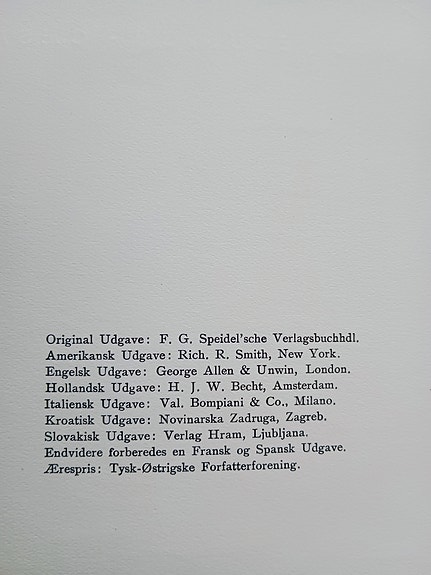 Original Udgave: F. G. Speidel'sche Verlagsbuchhdl.
Amerikansk Udgave: Rich. R. Smith, New York.
Engelsk Udgave: George Allen & Unwin, London.
Hollandsk Udgave: H. J. W. Becht, Amsterdam.
Italiensk Udgave: Val. Bompiani & Co., Milano.
Kroatisk Udgave: Novinarska Zadruga, Zagreb.
Slovakisk Udgave: Verlag Hram, Ljubljana.
Endvidere forberedes en Fransk og Spansk Udgave.
Ærespris: Tysk-Østrigske Forfatterforening.